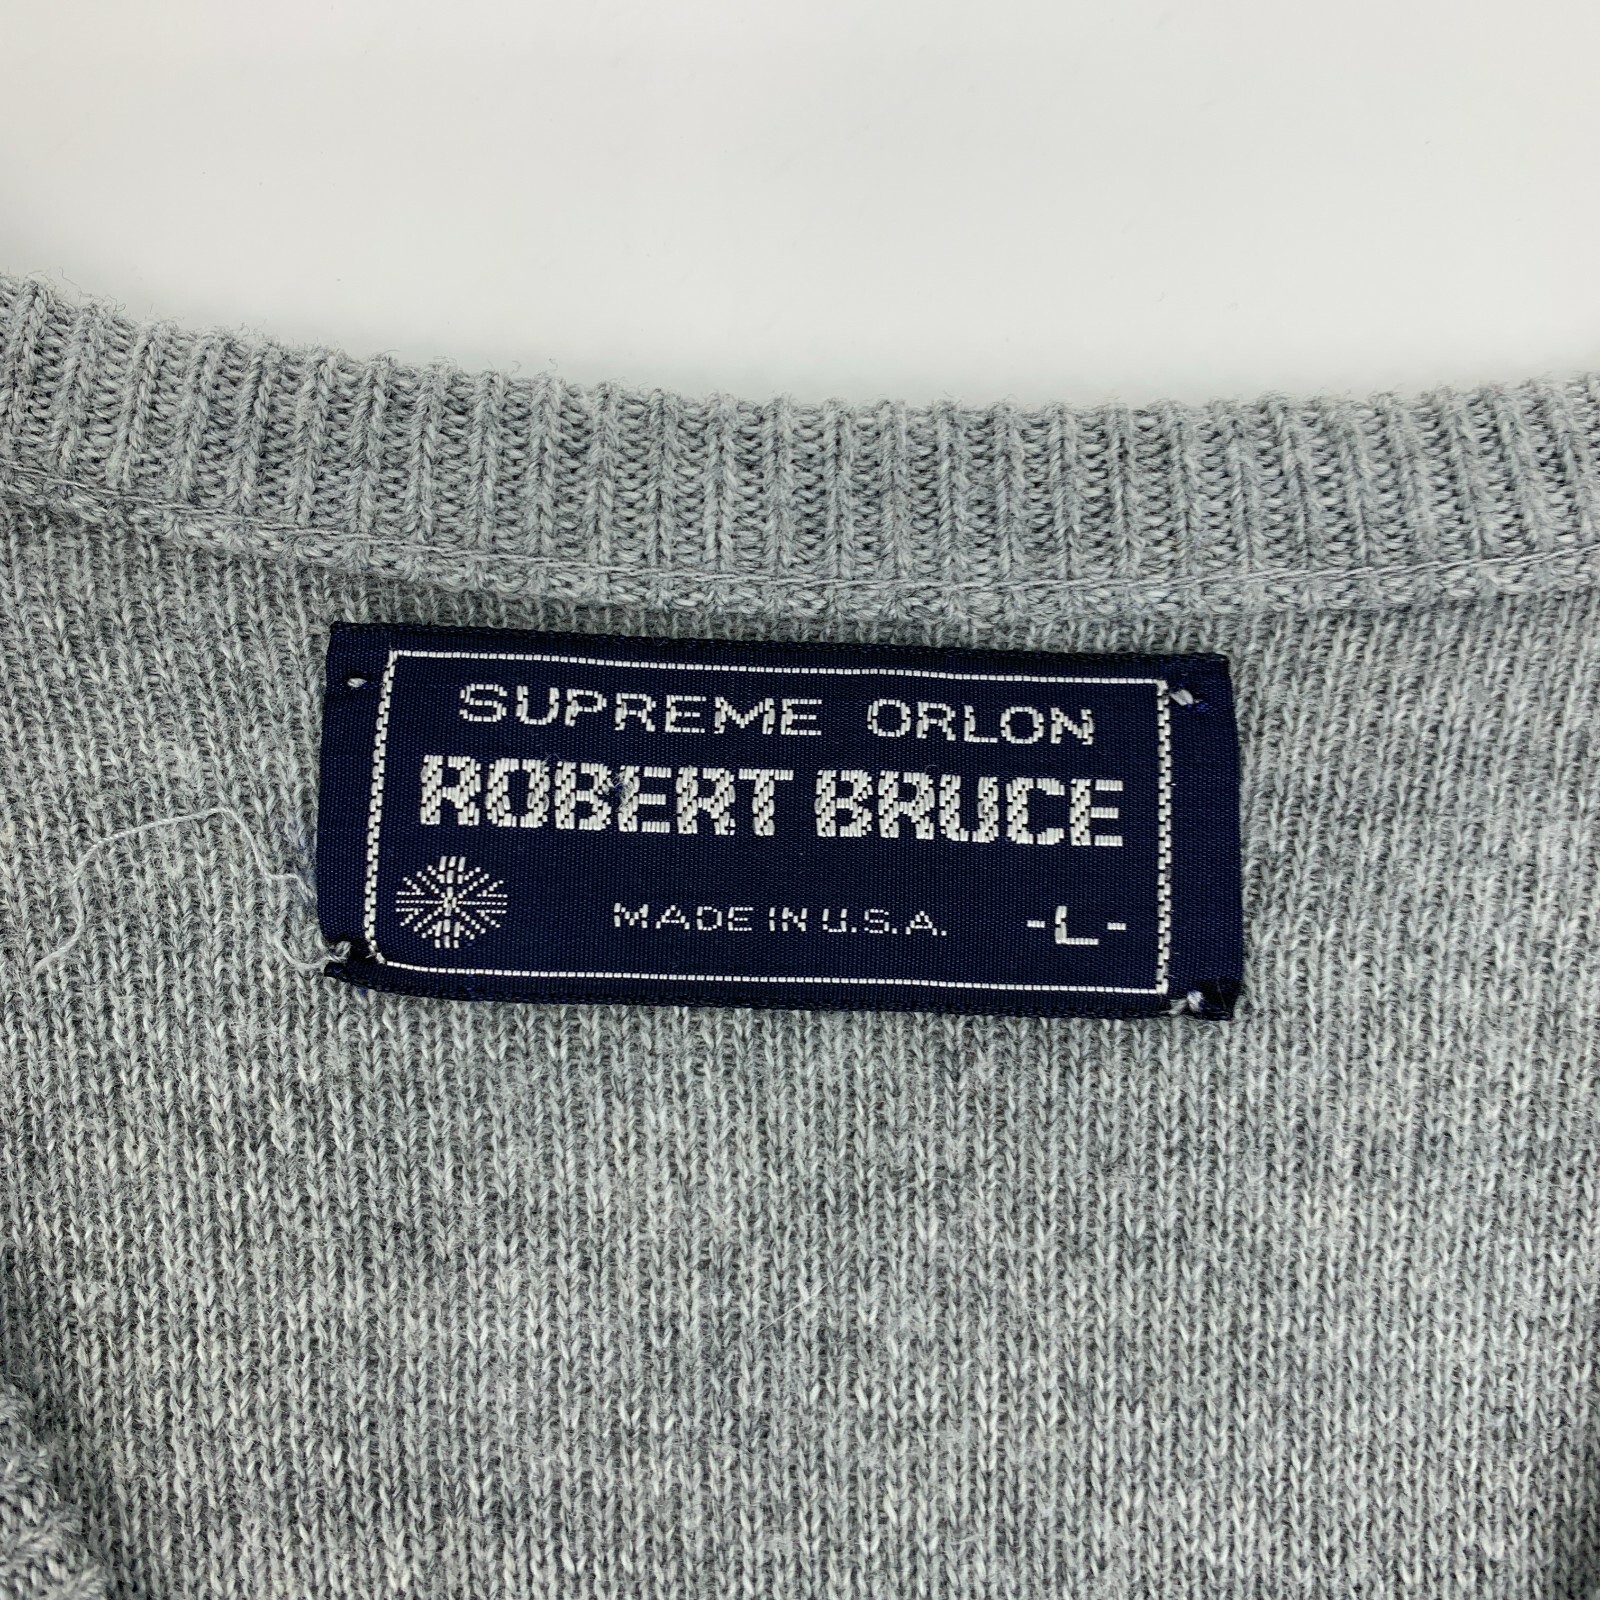 SUPREME ORLON
ROBERT BRUCE
MADE IN U.S.A. -L-